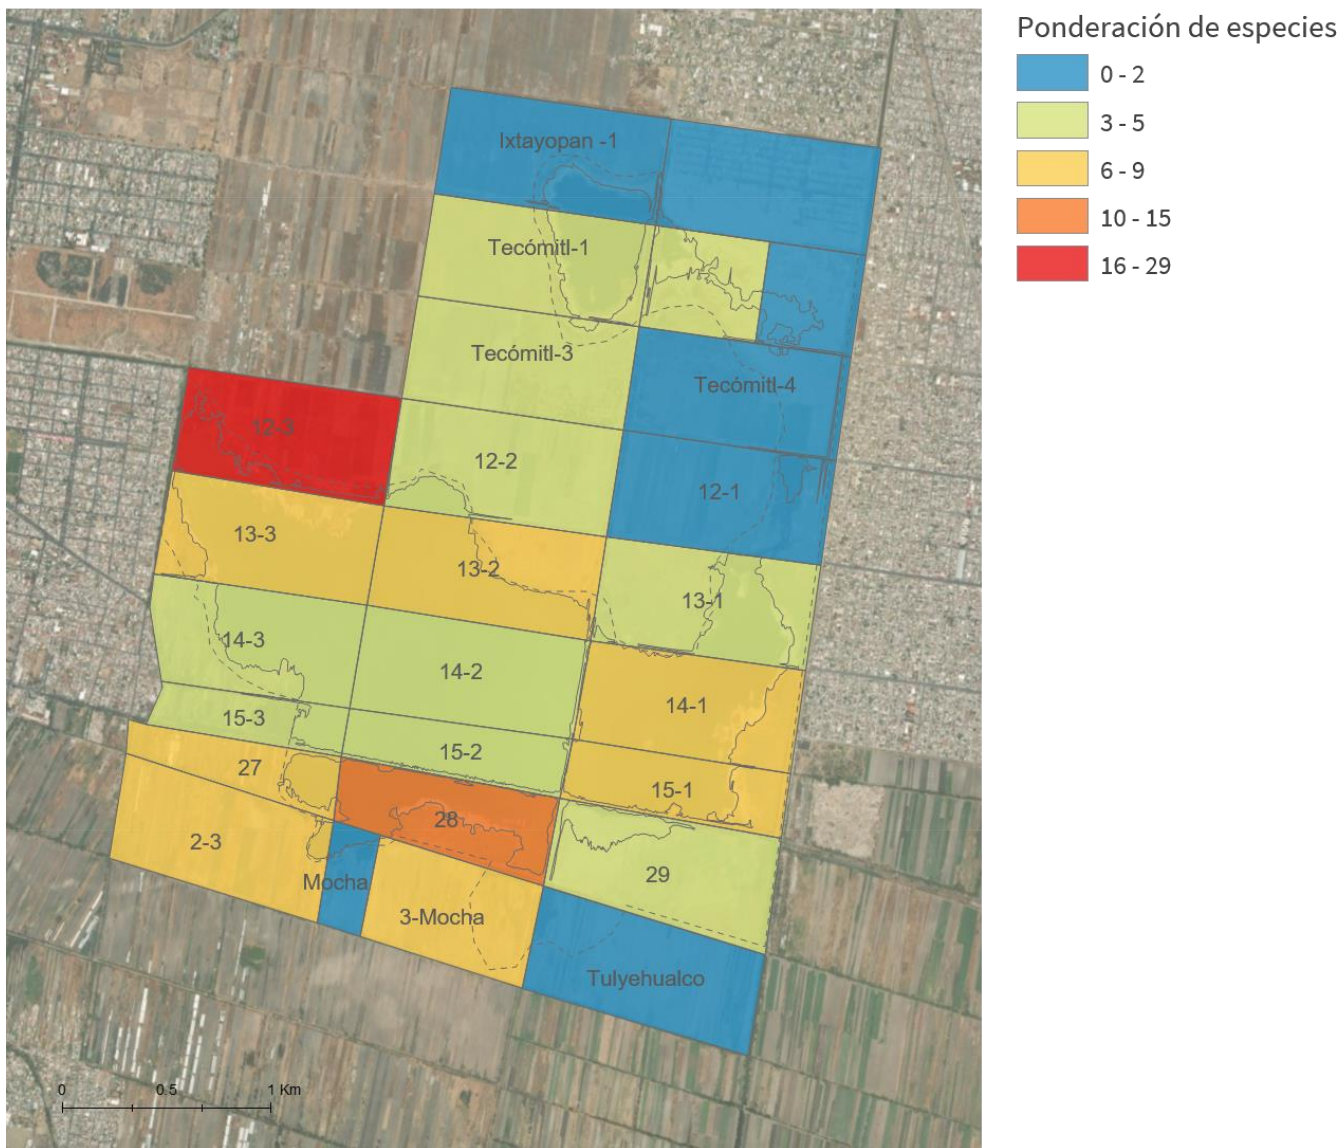 Ponderación de especies
0 - 2
3 - 5
6 - 9
10 - 15
16 - 29
Ixtayopan -1
Tecómitl-1
Tecómitl-3
Tecómitl-4
12-3
12-2
12-1
13-3
13-2
13-1
14-3
14-2
14-1
15-3
15-2
15-1
27
28
29
2-3
Mocha
3-Mocha
Tulyehualco
0 0.5 1 Km